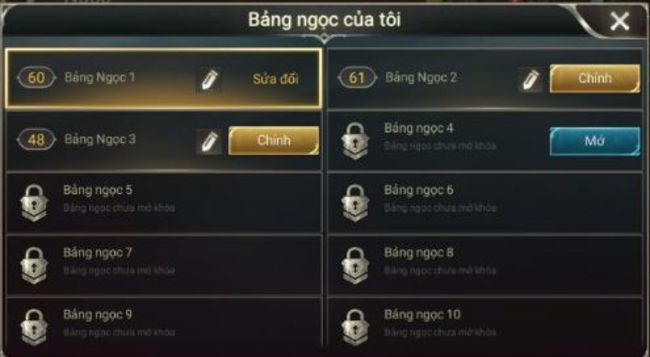 Bảng ngọc của tôi
60 Bảng Ngọc 1 Sửa đổi
61 Bảng Ngọc 2 Chỉnh
48 Bảng Ngọc 3 Chỉnh
Bảng ngọc 4
Bảng ngọc chưa mở khóa
Mở
Bảng ngọc 5
Bảng ngọc chưa mở khóa
Bảng ngọc 6
Bảng ngọc chưa mở khóa
Bảng ngọc 7
Bảng ngọc chưa mở khóa
Bảng ngọc 8
Bảng ngọc chưa mở khóa
Bảng ngọc 9
Bảng ngọc chưa mở khóa
Bảng ngọc 10
Bảng ngọc chưa mở khóa